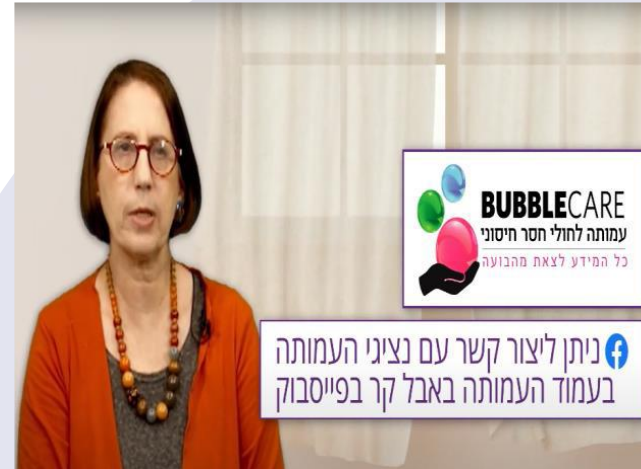 BUBBLECARE
עמותה לחולי חסר חיסוני
כל המידע לצאת מהבועה
ניתן ליצור קשר עם נציגי העמותה
בעמוד העמותה באבל קר בפייסבוק